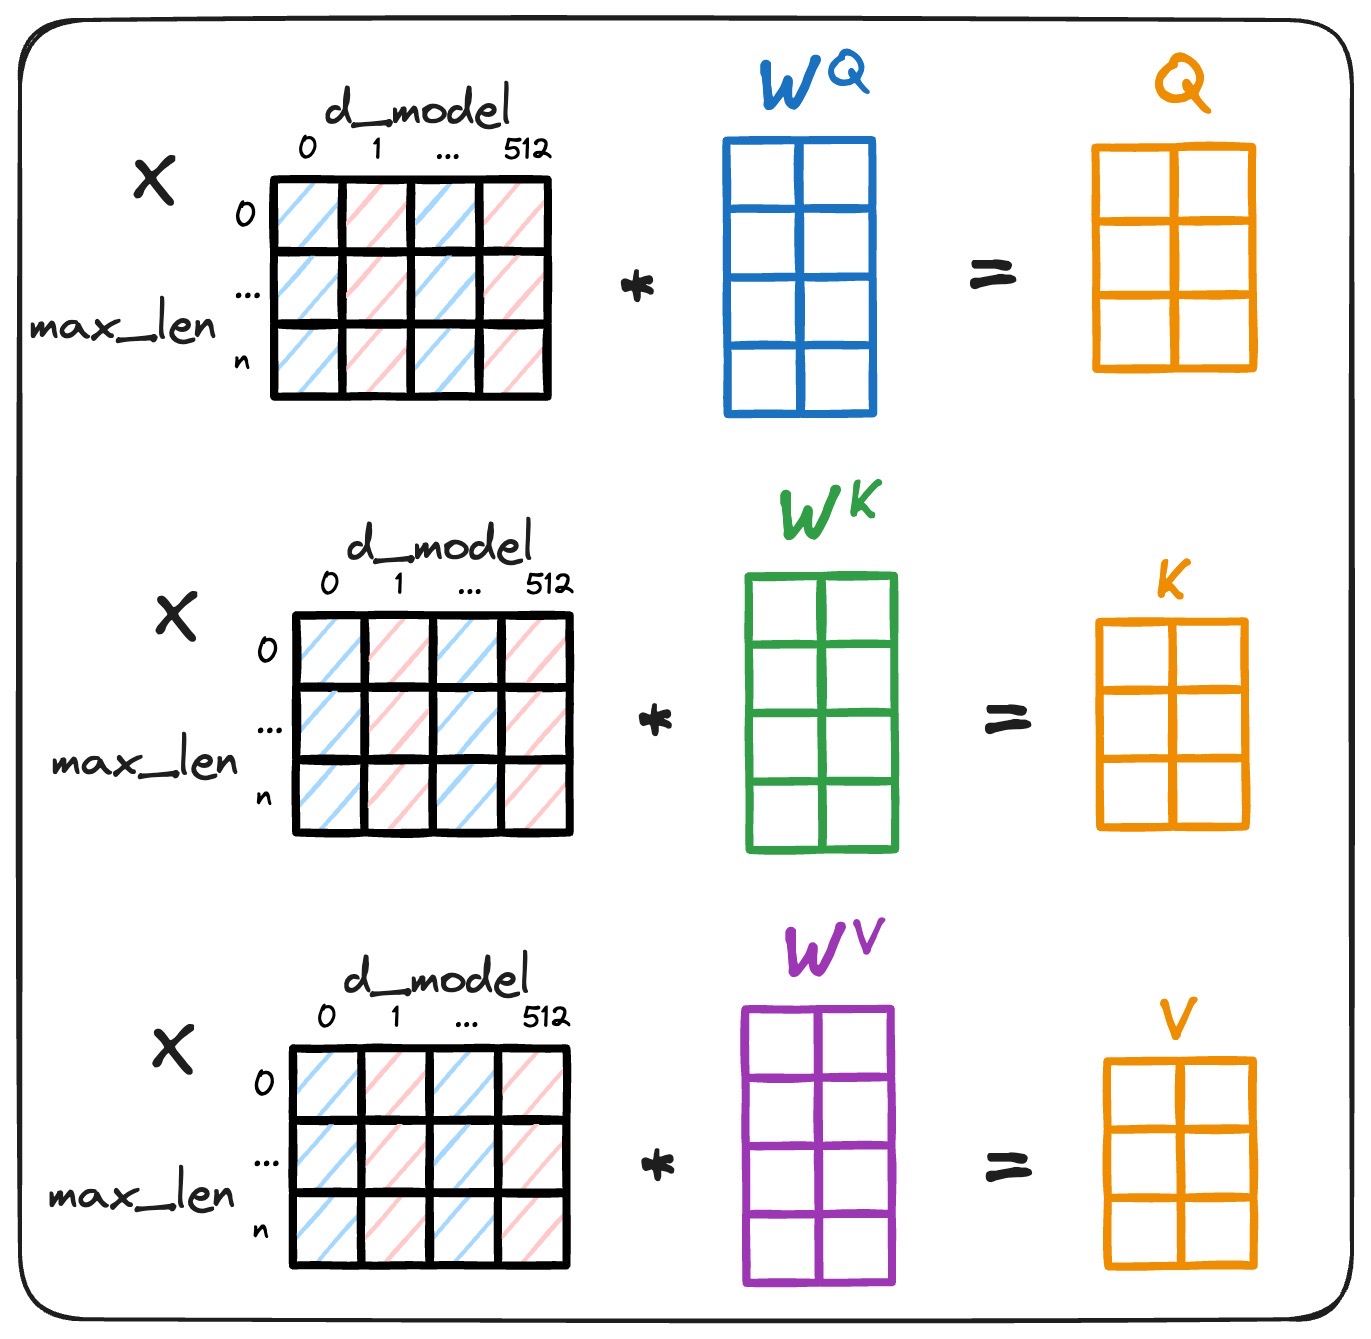 W^Q
Q
d_model
0 1 ... 512
X
0
...
max_len
n
*
=
W^K
K
d_model
0 1 ... 512
X
0
...
max_len
n
*
=
W^V
V
d_model
0 1 ... 512
X
0
...
max_len
n
*
=